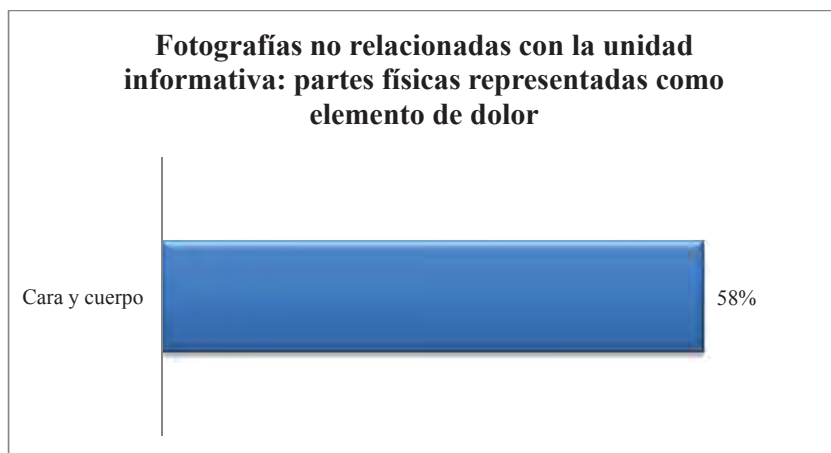 Fotografías no relacionadas con la unidad
informativa: partes físicas representadas como
elemento de dolor
Cara y cuerpo
58%